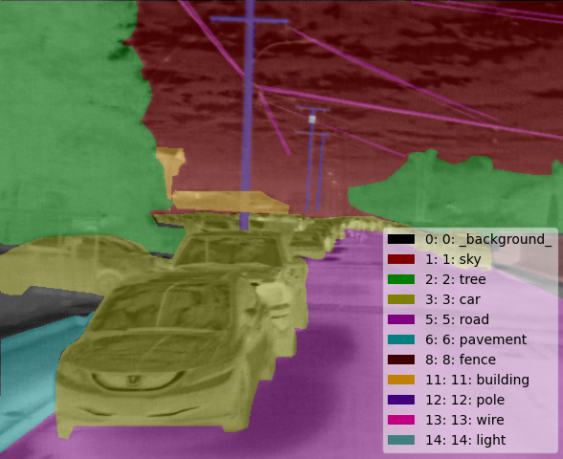 0: 0: _background_
1: 1: sky
2: 2: tree
3: 3: car
5: 5: road
6: 6: pavement
8: 8: fence
11: 11: building
12: 12: pole
13: 13: wire
14: 14: light